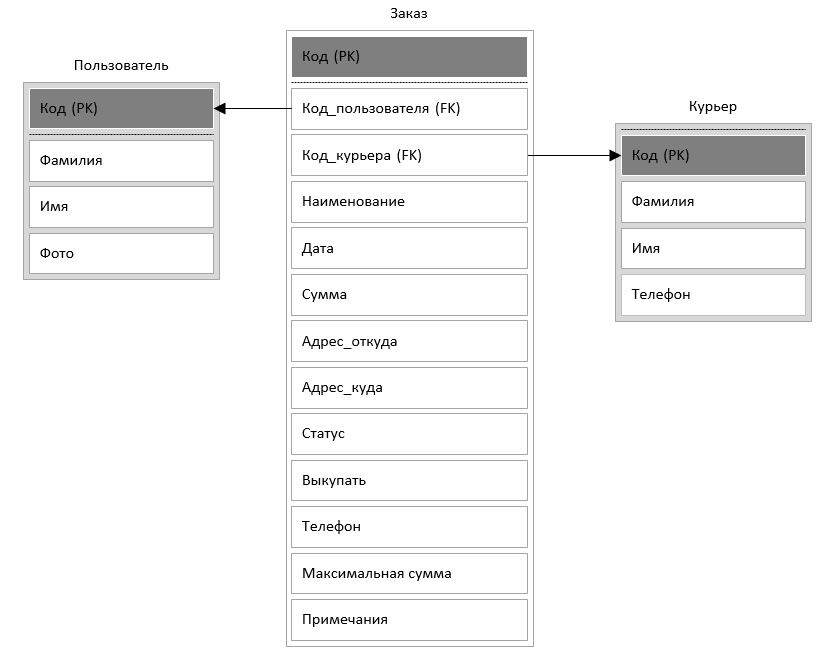 Заказ
Код (PK)
Код_пользователя (FK)
Код_курьера (FK)
Наименование
Дата
Сумма
Адрес_откуда
Адрес_куда
Статус
Выкупать
Телефон
Максимальная сумма
Примечания
Пользователь
Код (PK)
Фамилия
Имя
Фото
Курьер
Код (PK)
Фамилия
Имя
Телефон